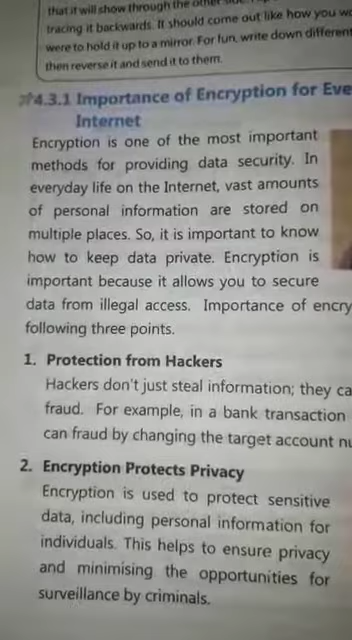 that it will show through the other
tracing it backwards. It should come out like how you
were to hold it up to a mirror. For fun, write down different
then reverse it and send it to them.
4.3.1 Importance of Encryption for
Internet
Encryption is one of the most important
methods for providing data security. In
everyday life on the Internet, vast amounts
of personal information are stored on
multiple places. So, it is important to know
how to keep data private. Encryption is
important because it allows you to secure
data from illegal access. Importance of
following three points.
1. Protection from Hackers
Hackers don't just steal information; they
fraud. For example, in a bank transaction
can fraud by changing the target account
2. Encryption Protects Privacy
Encryption is used to protect sensitive
data, including personal information for
individuals. This helps to ensure privacy
and minimising the opportunities for
surveillance by criminals.